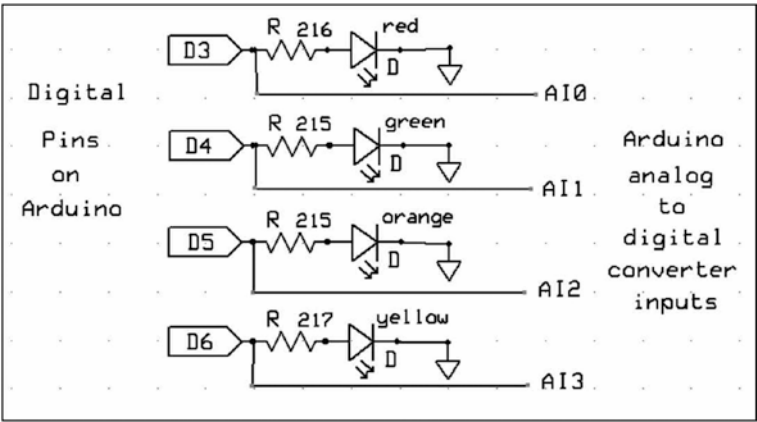 R 216 red
D3
D
AI0
Digital
Pins
on
Arduino
R 215 green
D4
D
AI1
R 215 orange
D5
D
AI2
R 217 yellow
D6
D
AI3
Arduino
analog
to
digital
converter
inputs